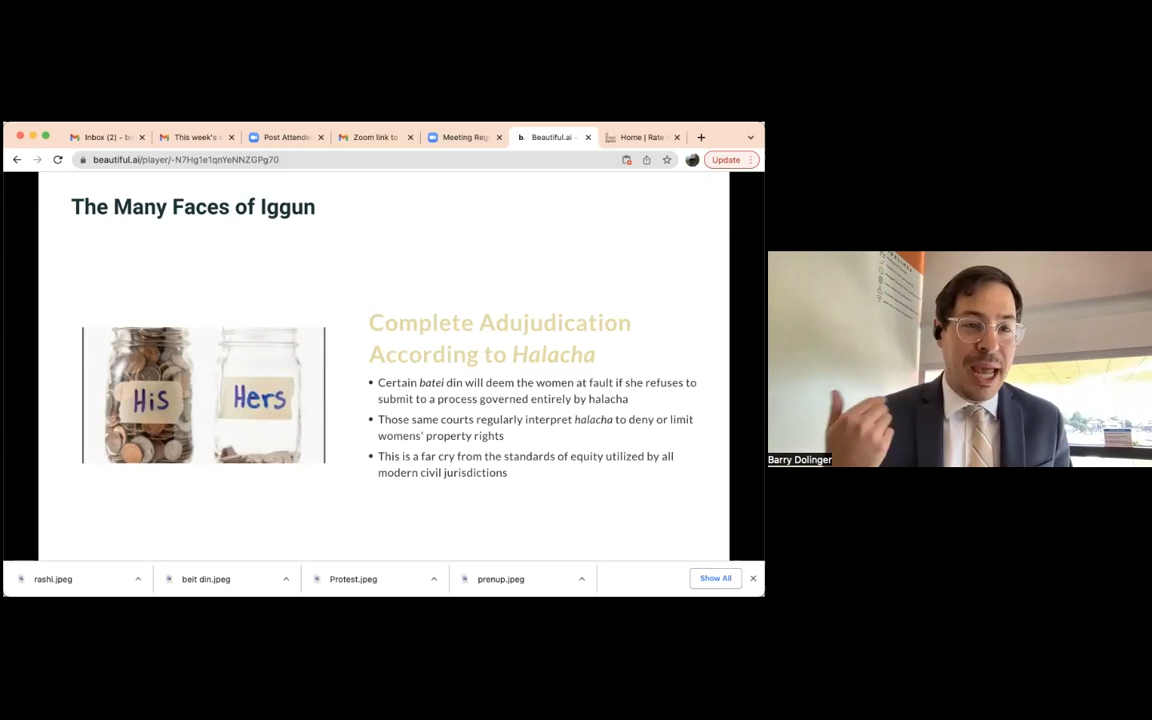 Inbox (2) - bo
This week's
Post Attende
Zoom link to
Meeting Reg
b. Beautiful.ai -
Home | Rate
beautiful.ai/player/-N7Hg1e1qnYeNNZGPg70
Update
The Many Faces of Iggun
His
Hers
Complete Adujudication
According to Halacha
• Certain batei din will deem the women at fault if she refuses to
submit to a process governed entirely by halacha
• Those same courts regularly interpret halacha to deny or limit
womens' property rights
• This is a far cry from the standards of equity utilized by all
modern civil jurisdictions
Barry Dolinger
rashi.jpeg
beit din.jpeg
Protest.jpeg
prenup.jpeg
Show All